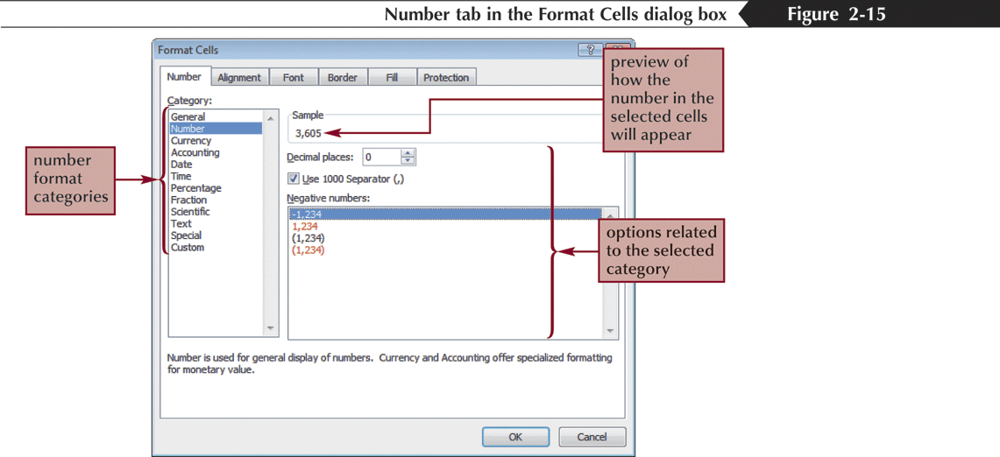 Number tab in the Format Cells dialog box
Figure 2-15
Format Cells
?
Number Alignment Font Border Fill Protection
Category:
General
Number
Currency
Accounting
Date
Time
Percentage
Fraction
Scientific
Text
Special
Custom
Sample
3,605
Decimal places: 0
Use 1000 Separator (,)
Negative numbers:
-1,234
1,234
(1,234)
(1,234)
Number is used for general display of numbers. Currency and Accounting offer specialized formatting
for monetary value.
OK Cancel
number
format
categories
preview of
how the
number in the
selected cells
will appear
options related
to the selected
category